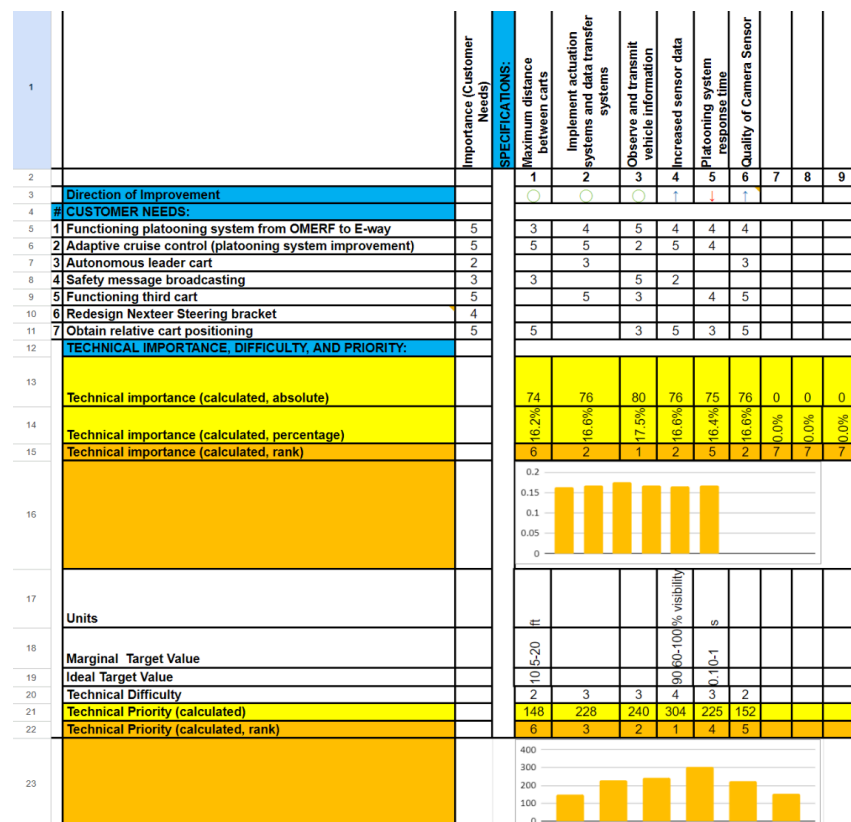 1 Importance (Customer Needs) SPECIFICATIONS: Maximum distance between carts Implement actuation systems and data transfer systems Observe and transmit vehicle information Increased sensor data Platooning system response time Quality of Camera Sensor
2 1 2 3 4 5 6 7 8 9
3 Direction of Improvement ○ ○ ○ ↑ ↓ ↑
4 # CUSTOMER NEEDS:
5 1 Functioning platooning system from OMERF to E-way 5 3 4 5 4 4 4
6 2 Adaptive cruise control (platooning system improvement) 5 5 5 2 5 4
7 3 Autonomous leader cart 2 3 3
8 4 Safety message broadcasting 3 3 5 2
9 5 Functioning third cart 5 5 3 4 5
10 6 Redesign Nexteer Steering bracket 4
11 7 Obtain relative cart positioning 5 5 3 5 3 5
12 TECHNICAL IMPORTANCE, DIFFICULTY, AND PRIORITY:
13 Technical importance (calculated, absolute) 74 76 80 76 75 76 0 0 0
14 Technical importance (calculated, percentage) 16.2% 16.6% 17.5% 16.6% 16.4% 16.6% 0.0% 0.0% 0.0%
15 Technical importance (calculated, rank) 6 2 1 2 5 2 7 7 7
0.2
0.15
16
0.1
0.05
0
17 Units ft % visibility s
18 Marginal Target Value 5-20 60-100 0-1
19 Ideal Target Value 10 90 0.1
20 Technical Difficulty 2 3 3 4 3 2
21 Technical Priority (calculated) 148 228 240 304 225 152
22 Technical Priority (calculated, rank) 6 3 2 1 4 5
400
300
23
200
100
0